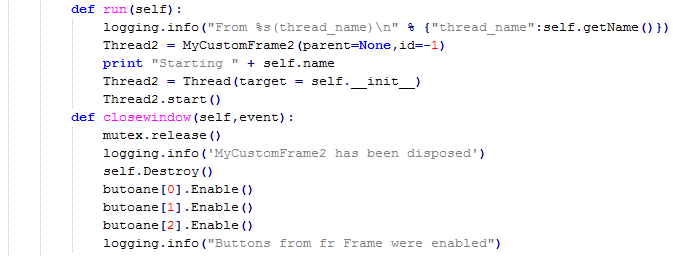 def run(self):
logging.info("From %s(thread_name)\n" % {"thread_name":self.getName()})
Thread2 = MyCustomFrame2(parent=None,id=-1)
print "Starting " + self.name
Thread2 = Thread(target = self.__init__)
Thread2.start()
def closewindow(self,event):
mutex.release()
logging.info('MyCustomFrame2 has been disposed')
self.Destroy()
butoane[0].Enable()
butoane[1].Enable()
butoane[2].Enable()
logging.info("Buttons from fr Frame were enabled")